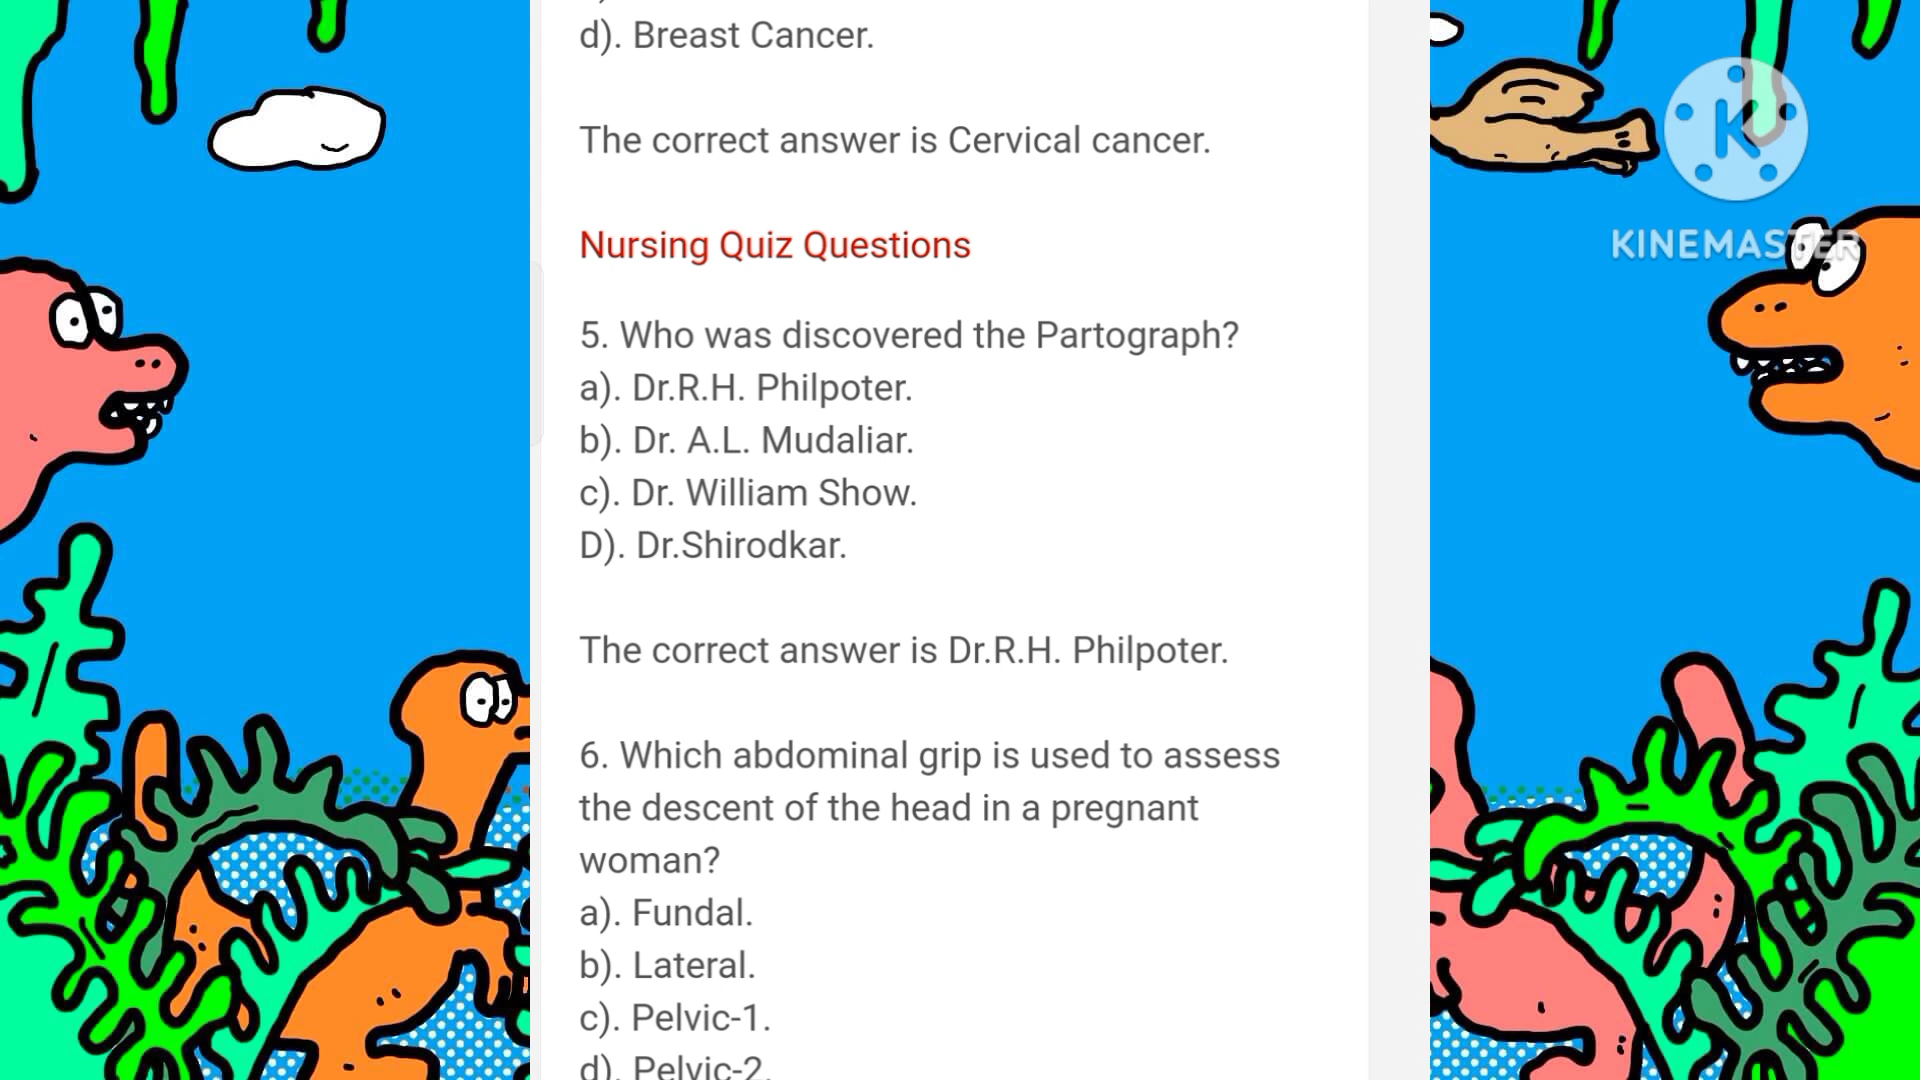 d). Breast Cancer.
The correct answer is Cervical cancer.
K
KINEMASTER
Nursing Quiz Questions
5. Who was discovered the Partograph?
a). Dr.R.H. Philpoter.
b). Dr. A.L. Mudaliar.
c). Dr. William Show.
D). Dr.Shirodkar.
The correct answer is Dr.R.H. Philpoter.
6. Which abdominal grip is used to assess
the descent of the head in a pregnant
woman?
a). Fundal.
b). Lateral.
c). Pelvic-1.
d). Pelvic-2.